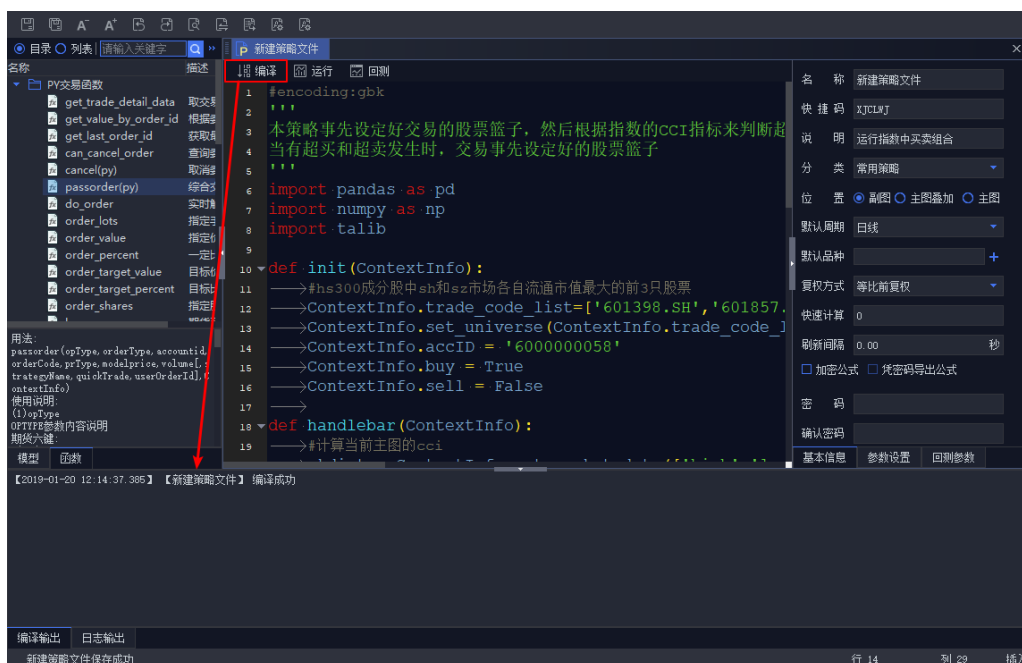 A- A+
目录 列表 请输入关键字 »
P 新建策略文件
名称 描述
编译 运行 回测
PY交易函数
get_trade_detail_data 取交易
get_value_by_order_id 根据委
get_last_order_id 获取最
can_cancel_order 查询委
cancel(py) 取消委
passorder(py) 综合交
do_order 实时触
order_lots 指定手
order_value 指定价
order_percent 一定比
order_target_value 目标价
order_target_percent 目标比
order_shares 指定股
用法:
passorder(opType, orderType, accountid,
orderCode, prType, modelprice, volume[, s
trategyName, quickTrade, userOrderId], C
ontextInfo)
使用说明:
(1)opType
OPTYPE参数内容说明
期货六键:
模型 函数
1 #encoding:gbk
2 '''
3 本策略事先设定好交易的股票篮子，然后根据指数的CCI指标来判断超
4 当有超买和超卖发生时，交易事先设定好的股票篮子
5 '''
6 import pandas as pd
7 import numpy as np
8 import talib
9
10 def init(ContextInfo):
11 #hs300成分股中sh和sz市场各自流通市值最大的前3只股票
12 ContextInfo.trade_code_list=['601398.SH','601857.
13 ContextInfo.set_universe(ContextInfo.trade_code_l
14 ContextInfo.accID = '6000000058'
15 ContextInfo.buy = True
16 ContextInfo.sell = False
17
18 def handlebar(ContextInfo):
19 #计算当前主图的cci
名 称 新建策略文件
快 捷 码 XJCLWJ
说 明 运行指数中买卖组合
分 类 常用策略
位 置 副图 主图叠加 主图
默认周期 日线
默认品种 +
复权方式 等比前复权
快速计算 0
刷新间隔 0.00 秒
加密公式 凭密码导出公式
密 码
确认密码
基本信息 参数设置 回测参数
【2019-01-20 12:14:37.385】 【新建策略文件】 编译成功
编译输出 日志输出
新建策略文件保存成功 行 14 列 29 插入